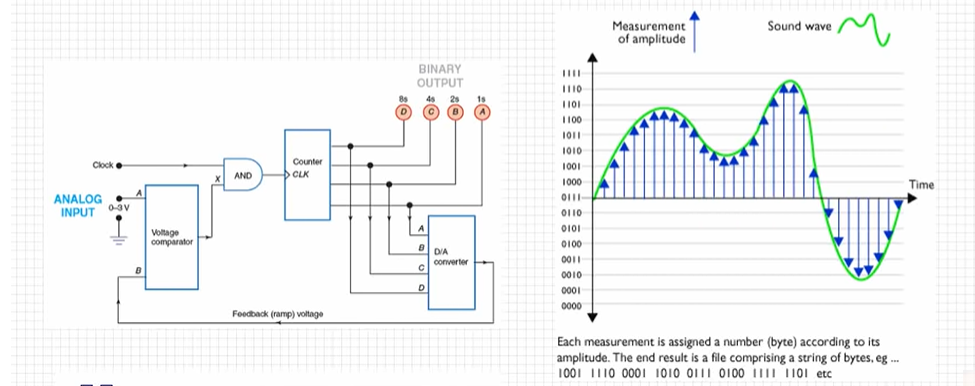 BINARY
OUTPUT
8s 4s 2s 1s
D C B A
Clock
Counter
CLK
AND
X
ANALOG
INPUT
0–3 V
A
Voltage
comparator
B
A
B
C
D
D/A
converter
Feedback (ramp) voltage
Measurement
of amplitude
Sound wave
1111
1110
1101
1100
1011
1010
1001
1000
0111
0110
0101
0100
0011
0010
0001
0000
Time
Each measurement is assigned a number (byte) according to its
amplitude. The end result is a file comprising a string of bytes, eg ...
1001 1110 0001 1010 0111 0100 1111 1101 etc